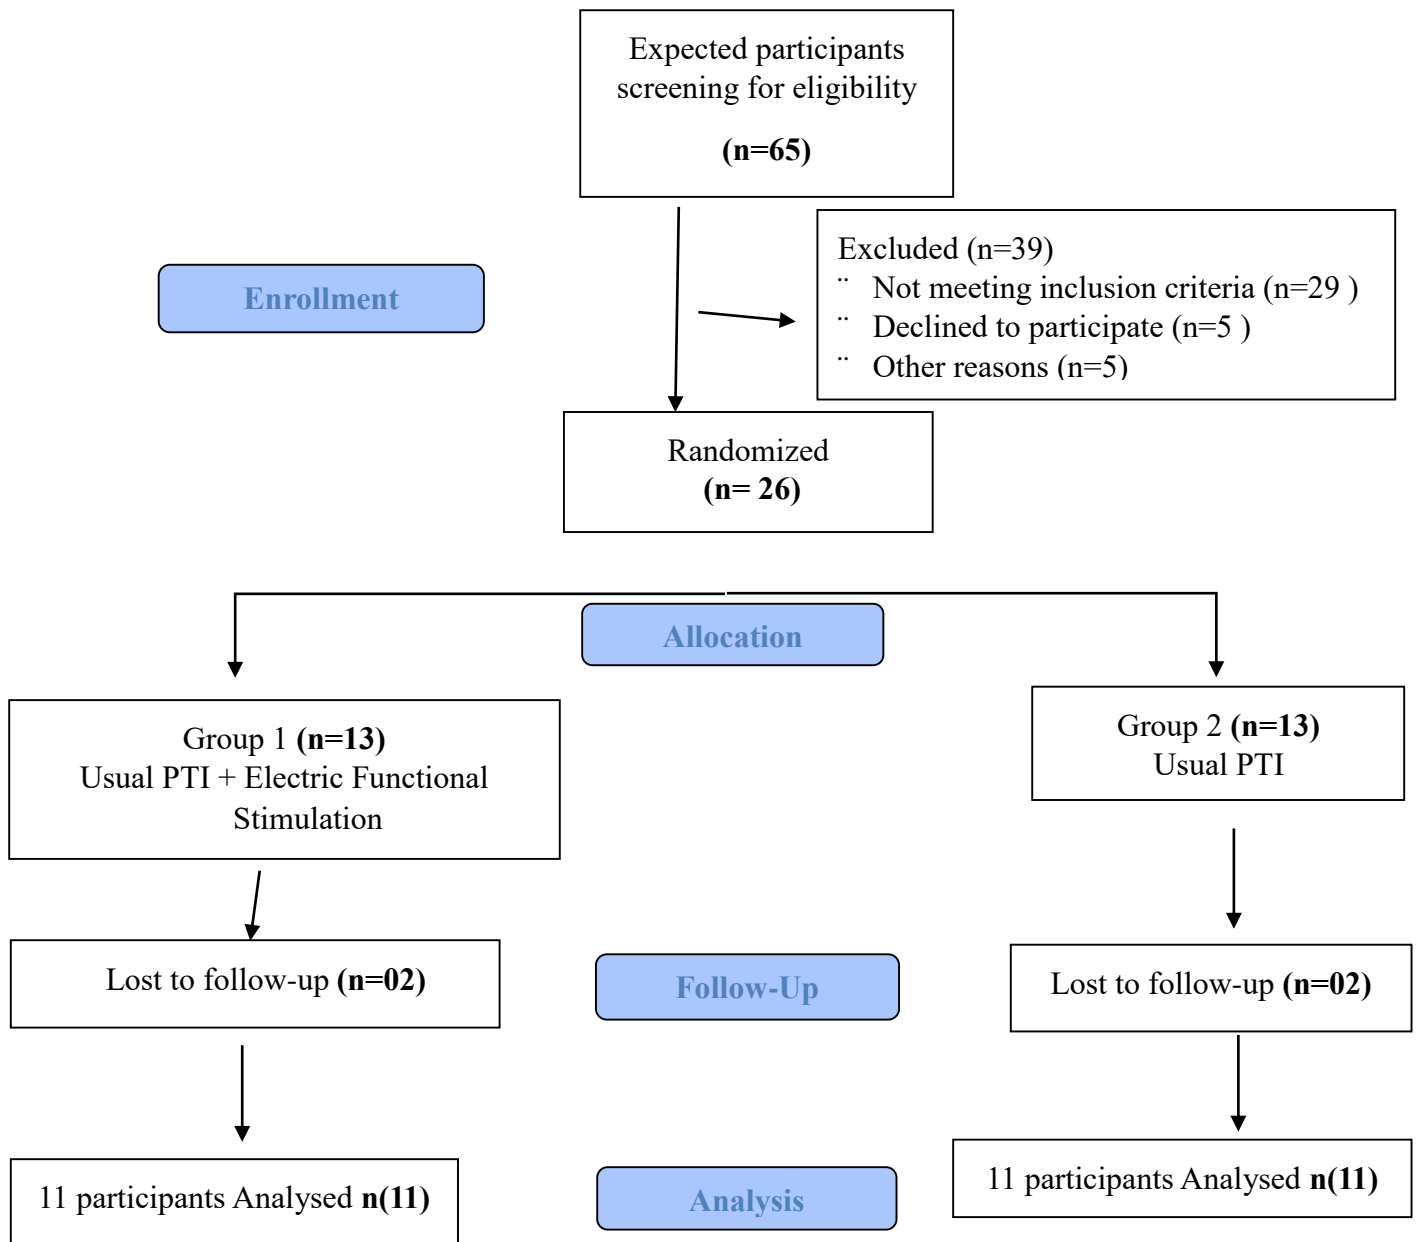 Expected participants
screening for eligibility
(n=65)
Excluded (n=39)
¨ Not meeting inclusion criteria (n=29 )
¨ Declined to participate (n=5 )
¨ Other reasons (n=5)
Enrollment
Randomized
(n= 26)
Allocation
Group 1 (n=13)
Usual PTI + Electric Functional
Stimulation
Group 2 (n=13)
Usual PTI
Lost to follow-up (n=02)
Follow-Up
Lost to follow-up (n=02)
11 participants Analysed n(11)
Analysis
11 participants Analysed n(11)